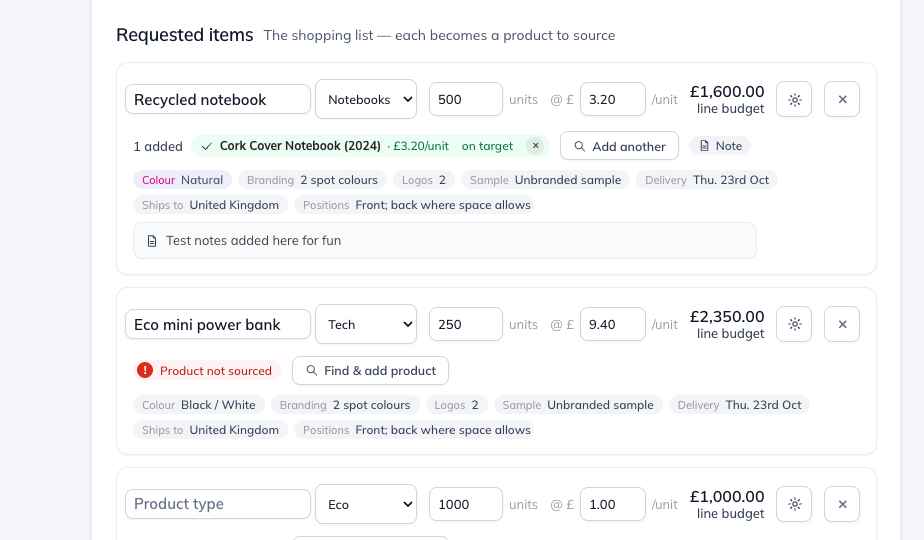 Requested items The shopping list — each becomes a product to source
Recycled notebook Notebooks 500 units @ £ 3.20 /unit £1,600.00
line budget
1 added Cork Cover Notebook (2024) · £3.20/unit on target × Add another Note
Colour Natural Branding 2 spot colours Logos 2 Sample Unbranded sample Delivery Thu. 23rd Oct
Ships to United Kingdom Positions Front; back where space allows
Test notes added here for fun
Eco mini power bank Tech 250 units @ £ 9.40 /unit £2,350.00
line budget
! Product not sourced Find & add product
Colour Black / White Branding 2 spot colours Logos 2 Sample Unbranded sample Delivery Thu. 23rd Oct
Ships to United Kingdom Positions Front; back where space allows
Product type Eco 1000 units @ £ 1.00 /unit £1,000.00
line budget